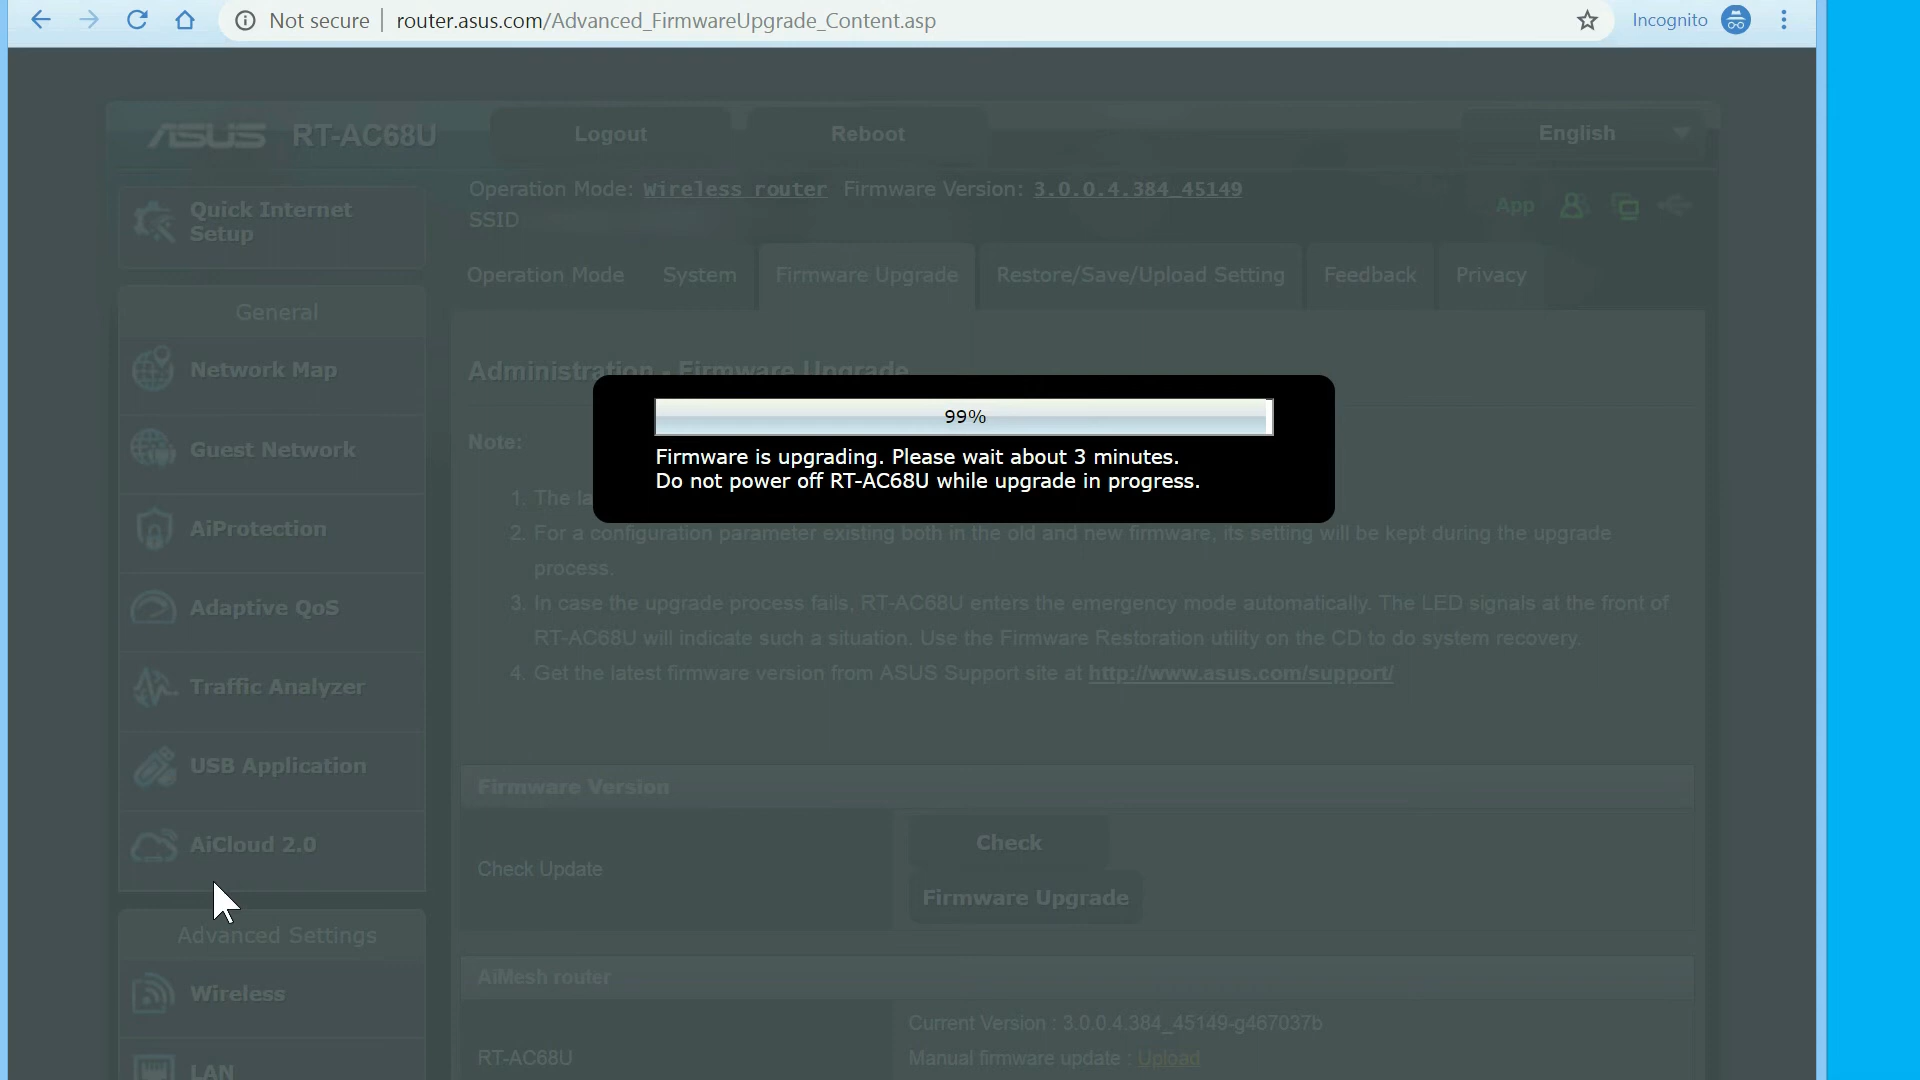 Not secure | router.asus.com/Advanced_FirmwareUpgrade_Content.asp
Incognito
ASUS RT-AC68U
Logout
Reboot
English
Operation Mode: Wireless router Firmware Version: 3.0.0.4.384_45149
SSID
App
Quick Internet
Setup
Operation Mode
System
Firmware Upgrade
Restore/Save/Upload Setting
Feedback
Privacy
General
Network Map
Guest Network
AiProtection
Adaptive QoS
Traffic Analyzer
USB Application
AiCloud 2.0
Advanced Settings
Wireless
LAN
Administration - Firmware Upgrade
99%
Firmware is upgrading. Please wait about 3 minutes.
Do not power off RT-AC68U while upgrade in progress.
Note:
1. The
2. For a configuration parameter existing both in the old and new firmware, its setting will be kept during the upgrade
process.
3. In case the upgrade process fails, RT-AC68U enters the emergency mode automatically. The LED signals at the front of
RT-AC68U will indicate such a situation. Use the Firmware Restoration utility on the CD to do system recovery.
4. Get the latest firmware version from ASUS Support site at http://www.asus.com/support/
Firmware Version
Check Update
Check
Firmware Upgrade
AiMesh router
RT-AC68U
Current Version : 3.0.0.4.384_45149-g467037b
Manual firmware update : Upload